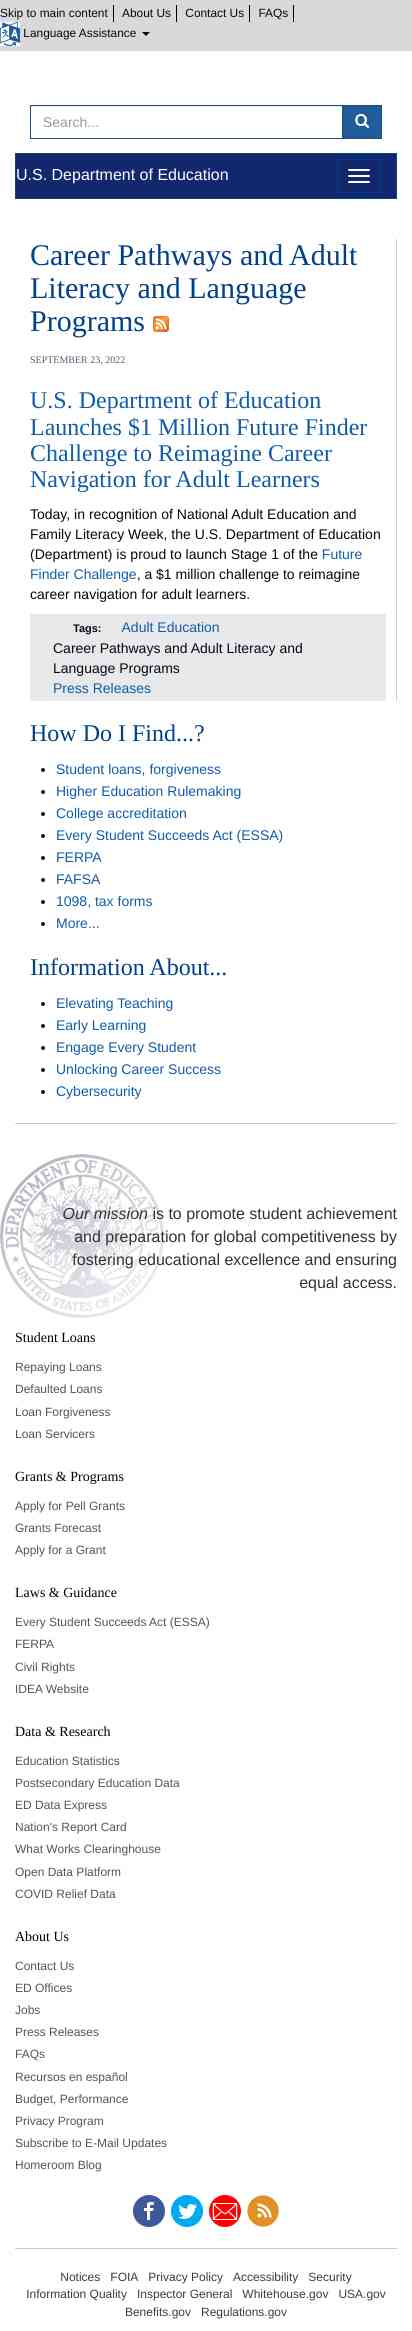 Skip to main content About Us Contact Us FAQs
Language Assistance
Search...
U.S. Department of Education
Career Pathways and Adult
Literacy and Language
Programs
SEPTEMBER 23, 2022
U.S. Department of Education
Launches $1 Million Future Finder
Challenge to Reimagine Career
Navigation for Adult Learners
Today, in recognition of National Adult Education and
Family Literacy Week, the U.S. Department of Education
(Department) is proud to launch Stage 1 of the Future
Finder Challenge, a $1 million challenge to reimagine
career navigation for adult learners.
Tags: Adult Education
Career Pathways and Adult Literacy and
Language Programs
Press Releases
How Do I Find...?
Student loans, forgiveness
Higher Education Rulemaking
College accreditation
Every Student Succeeds Act (ESSA)
FERPA
FAFSA
1098, tax forms
More...
Information About...
Elevating Teaching
Early Learning
Engage Every Student
Unlocking Career Success
Cybersecurity
DEPARTMENT OF EDUCATION
UNITED STATES OF AMERICA
Our mission is to promote student achievement
and preparation for global competitiveness by
fostering educational excellence and ensuring
equal access.
Student Loans
Repaying Loans
Defaulted Loans
Loan Forgiveness
Loan Servicers
Grants & Programs
Apply for Pell Grants
Grants Forecast
Apply for a Grant
Laws & Guidance
Every Student Succeeds Act (ESSA)
FERPA
Civil Rights
IDEA Website
Data & Research
Education Statistics
Postsecondary Education Data
ED Data Express
Nation's Report Card
What Works Clearinghouse
Open Data Platform
COVID Relief Data
About Us
Contact Us
ED Offices
Jobs
Press Releases
FAQs
Recursos en español
Budget, Performance
Privacy Program
Subscribe to E-Mail Updates
Homeroom Blog
Notices FOIA Privacy Policy Accessibility Security
Information Quality Inspector General Whitehouse.gov USA.gov
Benefits.gov Regulations.gov